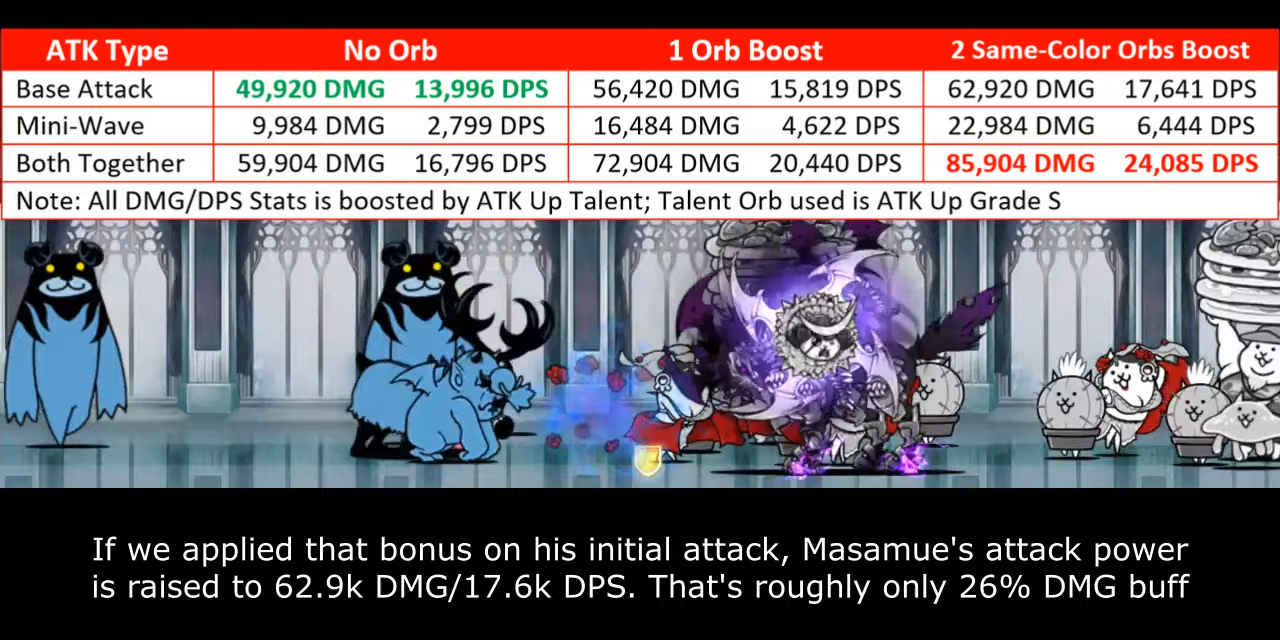 ATK Type No Orb 1 Orb Boost 2 Same-Color Orbs Boost
Base Attack 49,920 DMG 13,996 DPS 56,420 DMG 15,819 DPS 62,920 DMG 17,641 DPS
Mini-Wave 9,984 DMG 2,799 DPS 16,484 DMG 4,622 DPS 22,984 DMG 6,444 DPS
Both Together 59,904 DMG 16,796 DPS 72,904 DMG 20,440 DPS 85,904 DMG 24,085 DPS
Note: All DMG/DPS Stats is boosted by ATK Up Talent; Talent Orb used is ATK Up Grade S
If we applied that bonus on his initial attack, Masamue's attack power
is raised to 62.9k DMG/17.6k DPS. That's roughly only 26% DMG buff